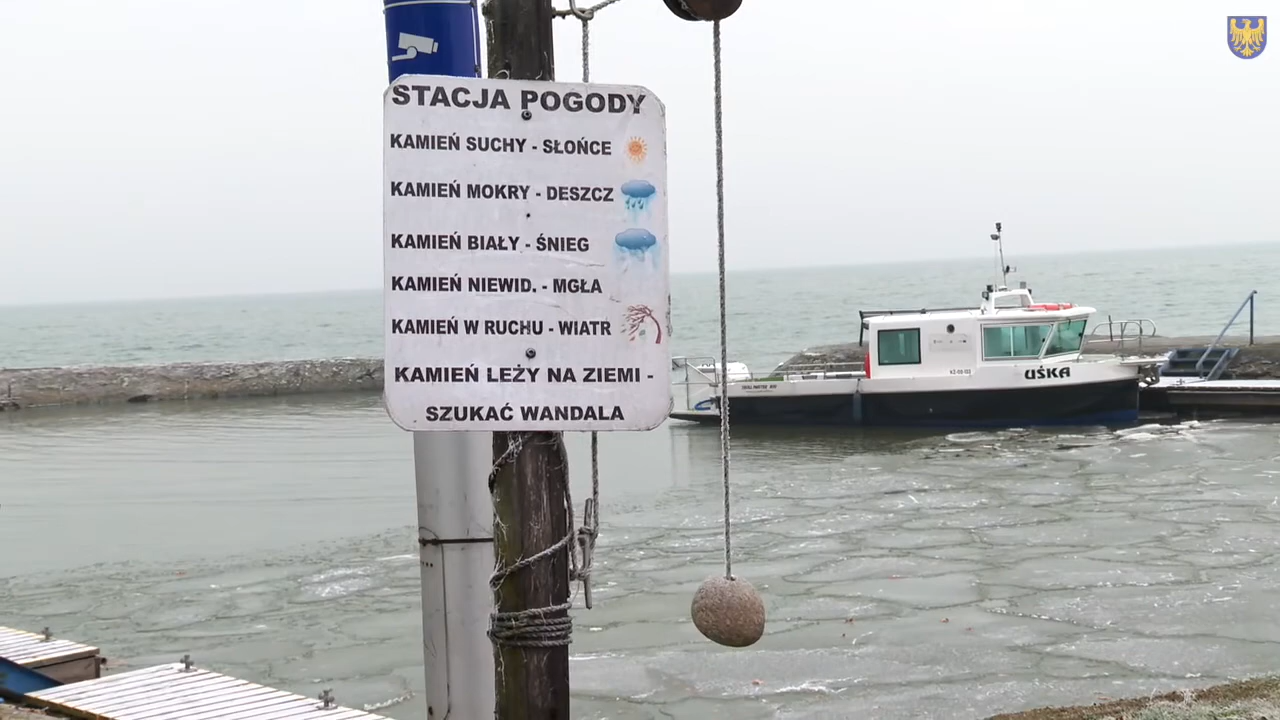 STACJA POGODY
KAMIEŃ SUCHY - SŁOŃCE
KAMIEŃ MOKRY - DESZCZ
KAMIEŃ BIAŁY - ŚNIEG
KAMIEŃ NIEWID. - MGŁA
KAMIEŃ W RUCHU - WIATR
KAMIEŃ LEŻY NA ZIEMI -
SZUKAĆ WANDALA
UŚKA